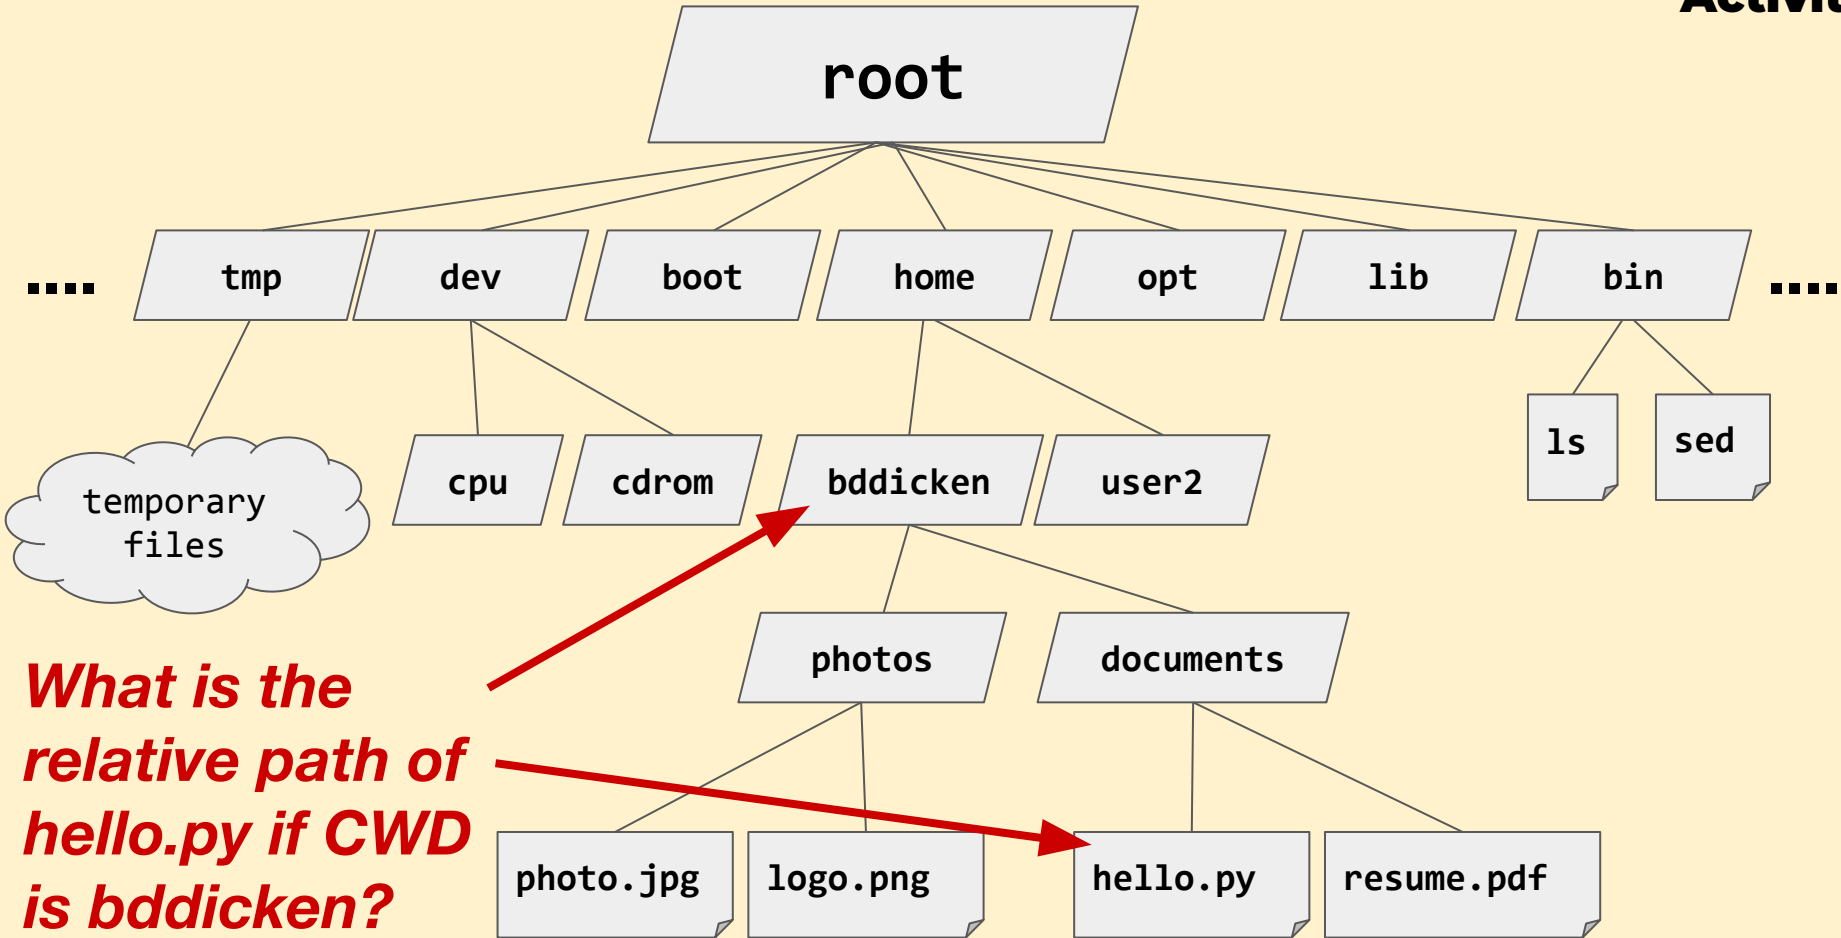 root
tmp dev boot home opt lib bin
ls sed
cpu cdrom bddicken user2
temporary
files
photos documents
What is the
relative path of
hello.py if CWD
is bddicken?
photo.jpg logo.png hello.py resume.pdf